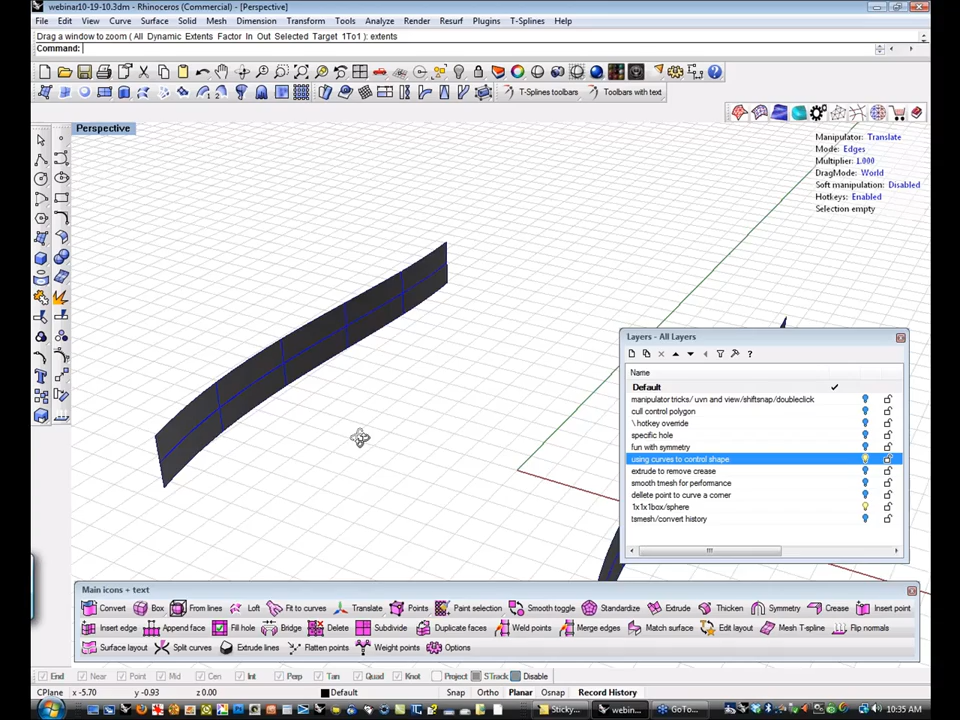 webinar10-19-10.3dm - Rhinoceros (Commercial) - [Perspective]
File Edit View Curve Surface Solid Mesh Dimension Transform Tools Analyze Render Resurf Plugins T-Splines Help
Drag a window to zoom ( All Dynamic Extents Factor In Out Selected Target 1To1 ): extents
Command:
T-Splines toolbars Toolbars with text
Perspective
Manipulator: Translate
Mode: Edges
Multiplier: 1.000
DragMode: World
Soft manipulation: Disabled
Hotkeys: Enabled
Selection empty
Layers - All Layers
Name
Default
manipulator tricks/ uvn and view/shiftsnap/doubleclick
cull control polygon
\ hotkey override
specific hole
fun with symmetry
using curves to control shape
extrude to remove crease
smooth tmesh for performance
dellete point to curve a corner
1x1x1box/sphere
tsmesh/convert history
Main icons + text
Convert Box From lines Loft Fit to curves Translate Points Paint selection Smooth toggle Standardize Extrude Thicken Symmetry Crease Insert point
Insert edge Append face Fill hole Bridge Delete Subdivide Duplicate faces Weld points Merge edges Match surface Edit layout Mesh T-spline Flip normals
Surface layout Split curves Extrude lines Flatten points Weight points Options
End Near Point Mid Cen Int Perp Tan Quad Knot Project STrack Disable
CPlane x -5.70 y -0.93 z 0.00 Default Snap Ortho Planar Osnap Record History
Sticky... webin... GoTo... 10:35 AM